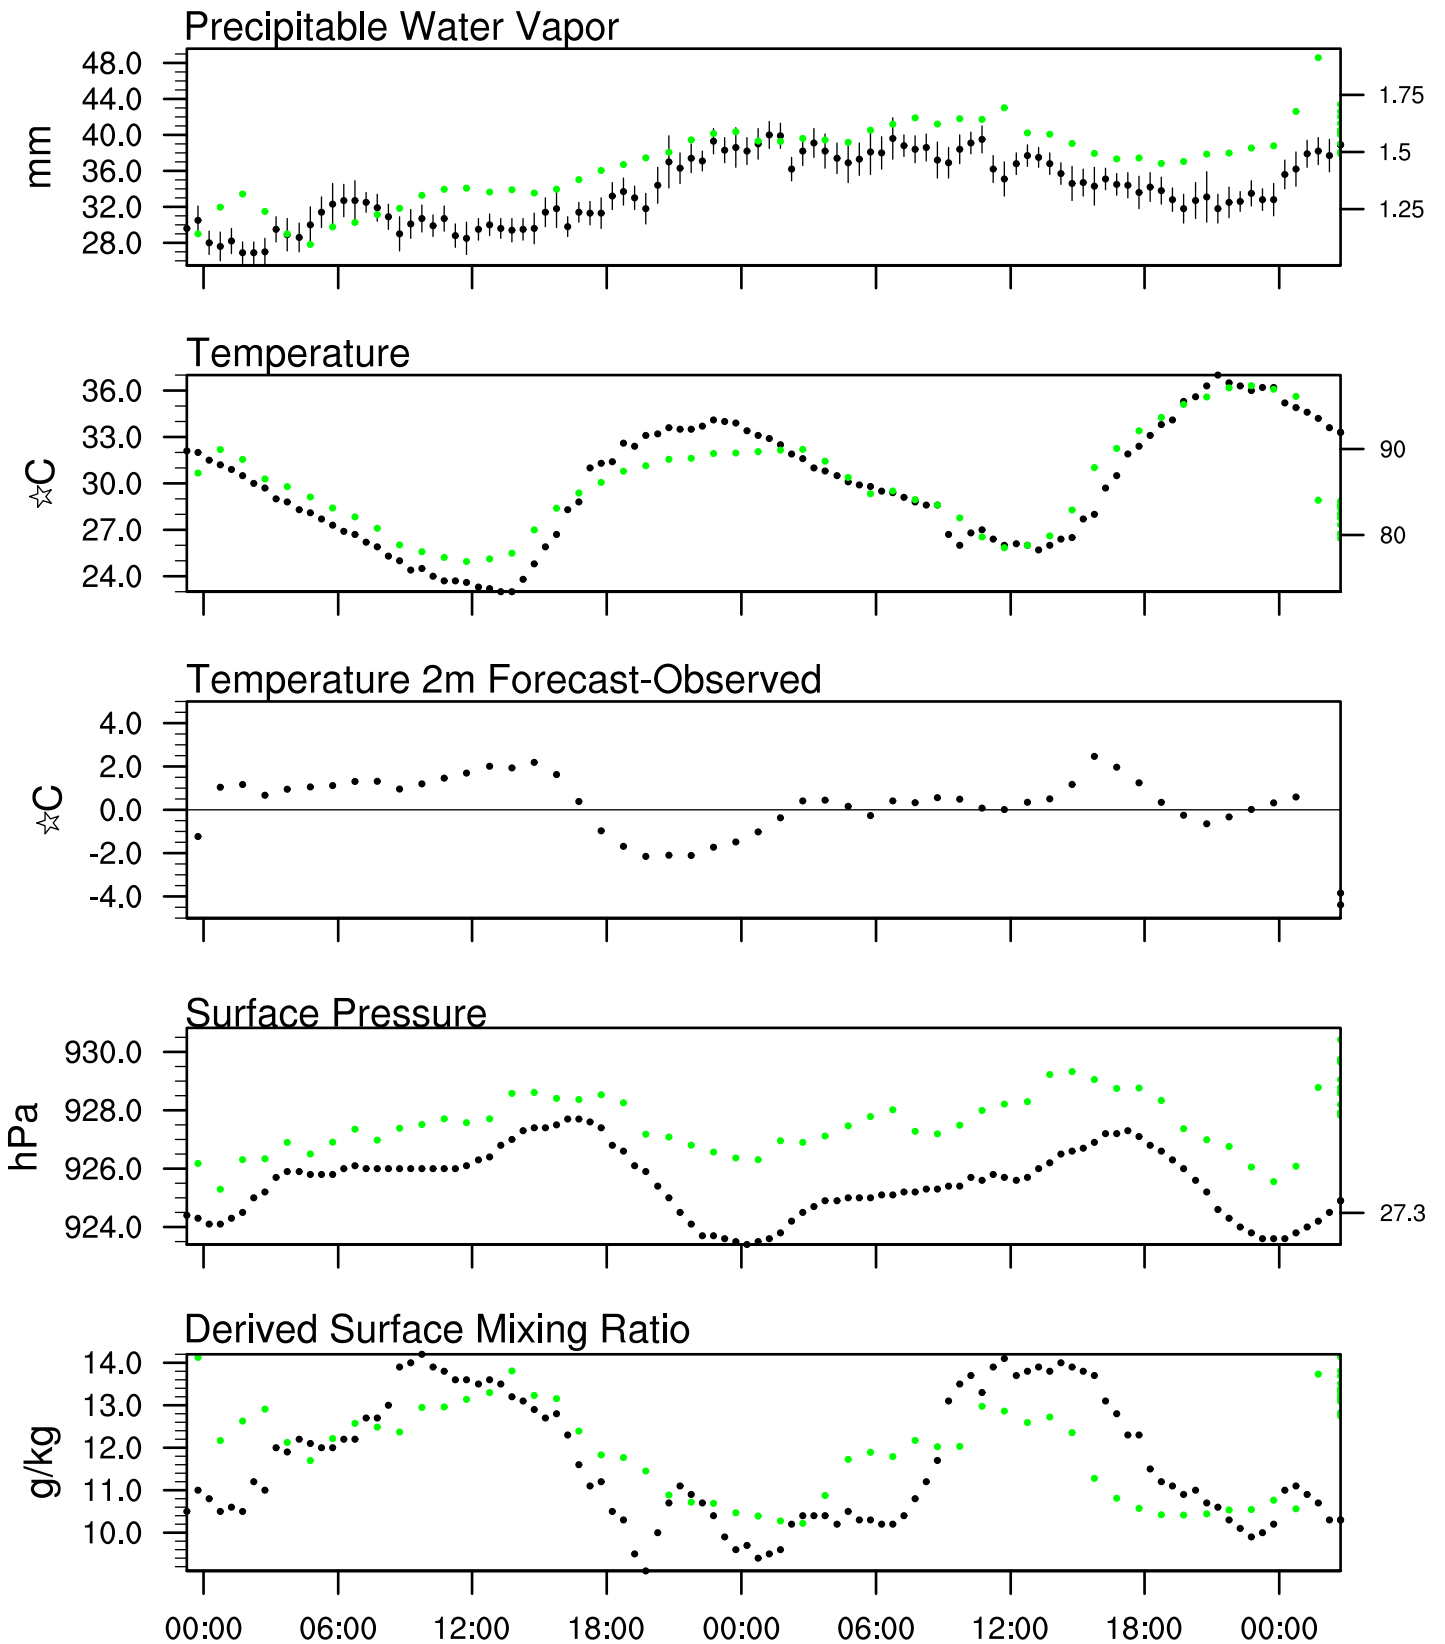 Precipitable Water Vapor
48.0
44.0
40.0
36.0
32.0
28.0
mm
1.75
1.5
1.25
Temperature
36.0
33.0
30.0
27.0
24.0
☆C
90
80
Temperature 2m Forecast-Observed
4.0
2.0
0.0
-2.0
-4.0
☆C
Surface Pressure
930.0
928.0
926.0
924.0
hPa
27.3
Derived Surface Mixing Ratio
14.0
13.0
12.0
11.0
10.0
g/kg
00:00 06:00 12:00 18:00 00:00 06:00 12:00 18:00 00:00